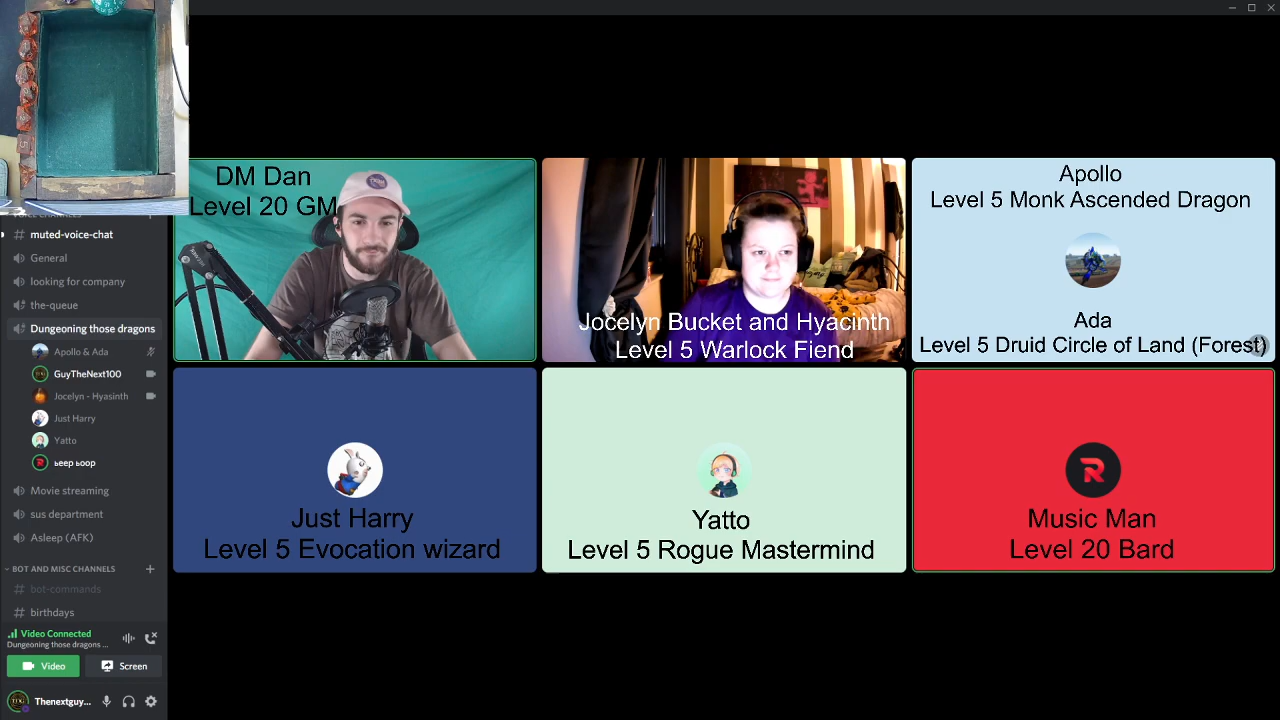 muted-voice-chat
General
looking for company
the-queue
Dungeoning those dragons
Apollo & Ada
GuyTheNext100
Jocelyn - Hyasinth
Just Harry
Yatto
ьeep ьoop
Movie streaming
sus department
Asleep (AFK)
BOT AND MISC CHANNELS
bot-commands
birthdays
Video Connected
Dungeoning those dragons ...
Video
Screen
Thenextguy...
DM Dan
Level 20 GM
Jocelyn Bucket and Hyacinth
Level 5 Warlock Fiend
Apollo
Level 5 Monk Ascended Dragon
Ada
Level 5 Druid Circle of Land (Forest)
Just Harry
Level 5 Evocation wizard
Yatto
Level 5 Rogue Mastermind
R
Music Man
Level 20 Bard